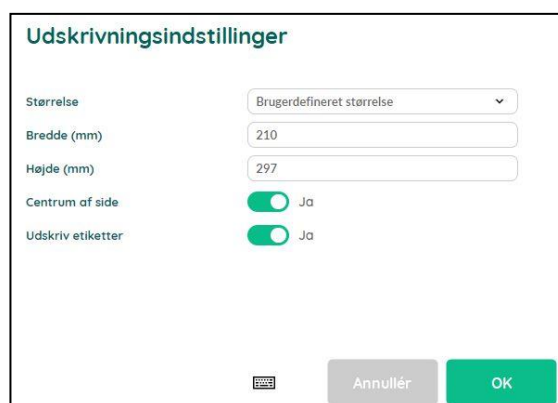 Udskrivningsindstillinger
Størrelse Brugerdefineret størrelse
Bredde (mm) 210
Højde (mm) 297
Centrum af side Ja
Udskriv etiketter Ja
Annullér OK